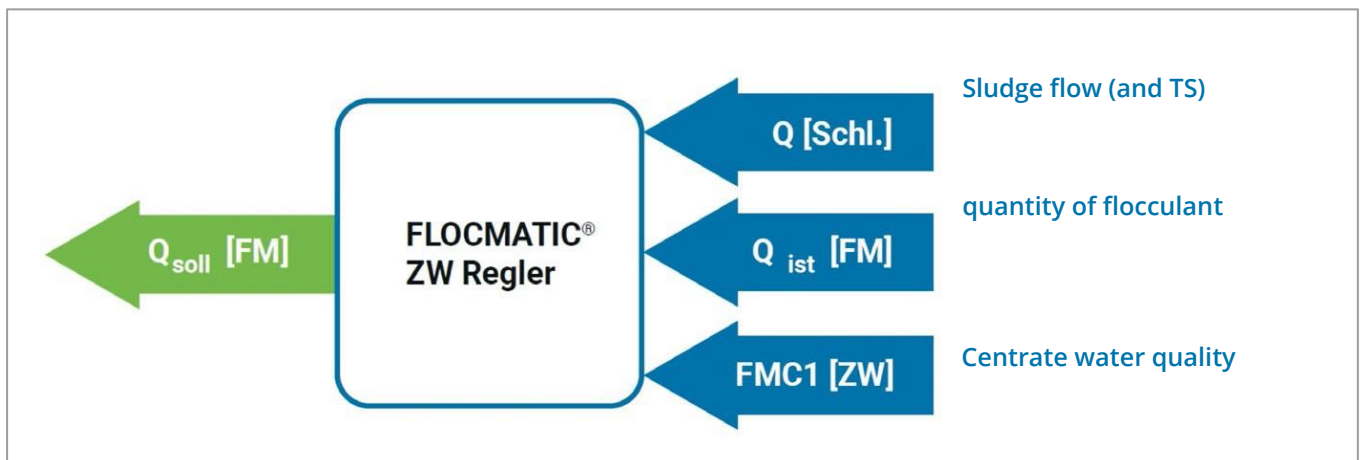 Sludge flow (and TS)
Q [Schl.]
quantity of flocculant
Qsoll [FM]
FLOCMATIC®
ZW Regler
Q ist [FM]
Centrate water quality
FMC1 [ZW]